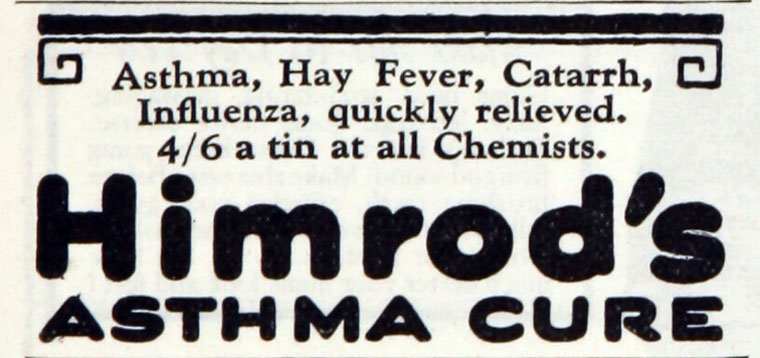 Asthma, Hay Fever, Catarrh,
Influenza, quickly relieved.
4/6 a tin at all Chemists.
Himrod's
ASTHMA CURE